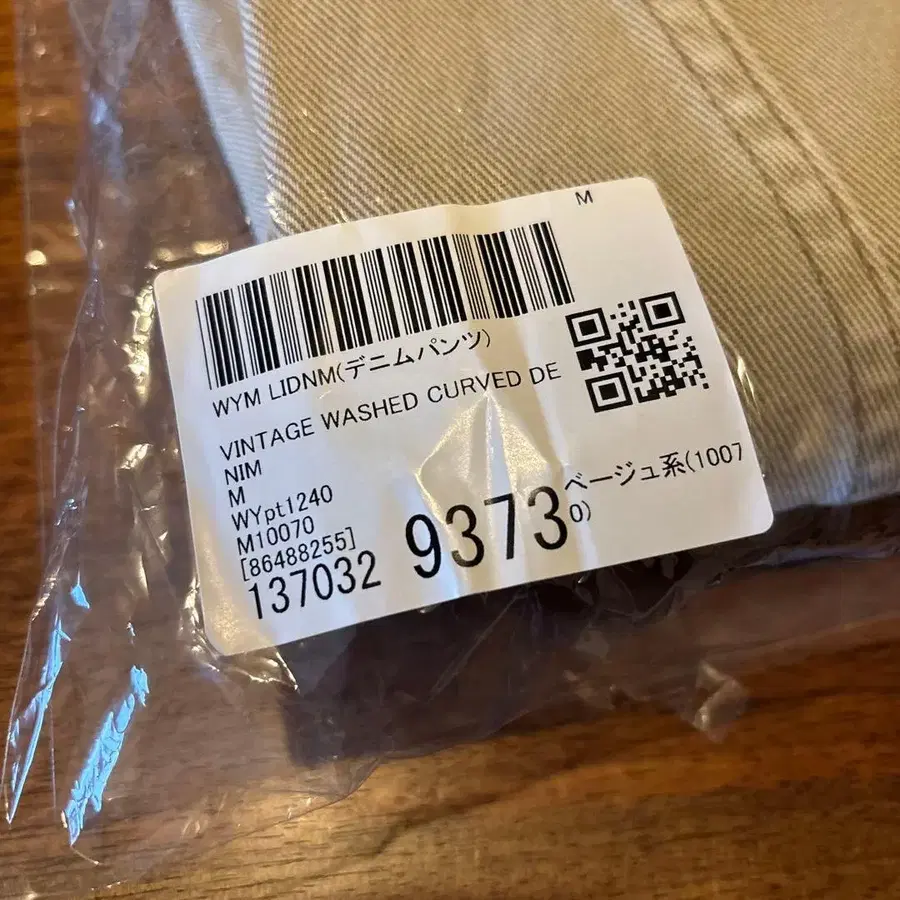 M
WYM LIDNM(デニムパンツ)
VINTAGE WASHED CURVED DE
NIM
M
WYpt1240
M10070
[86488255]
137032 9373
ベージュ系(1007
0)